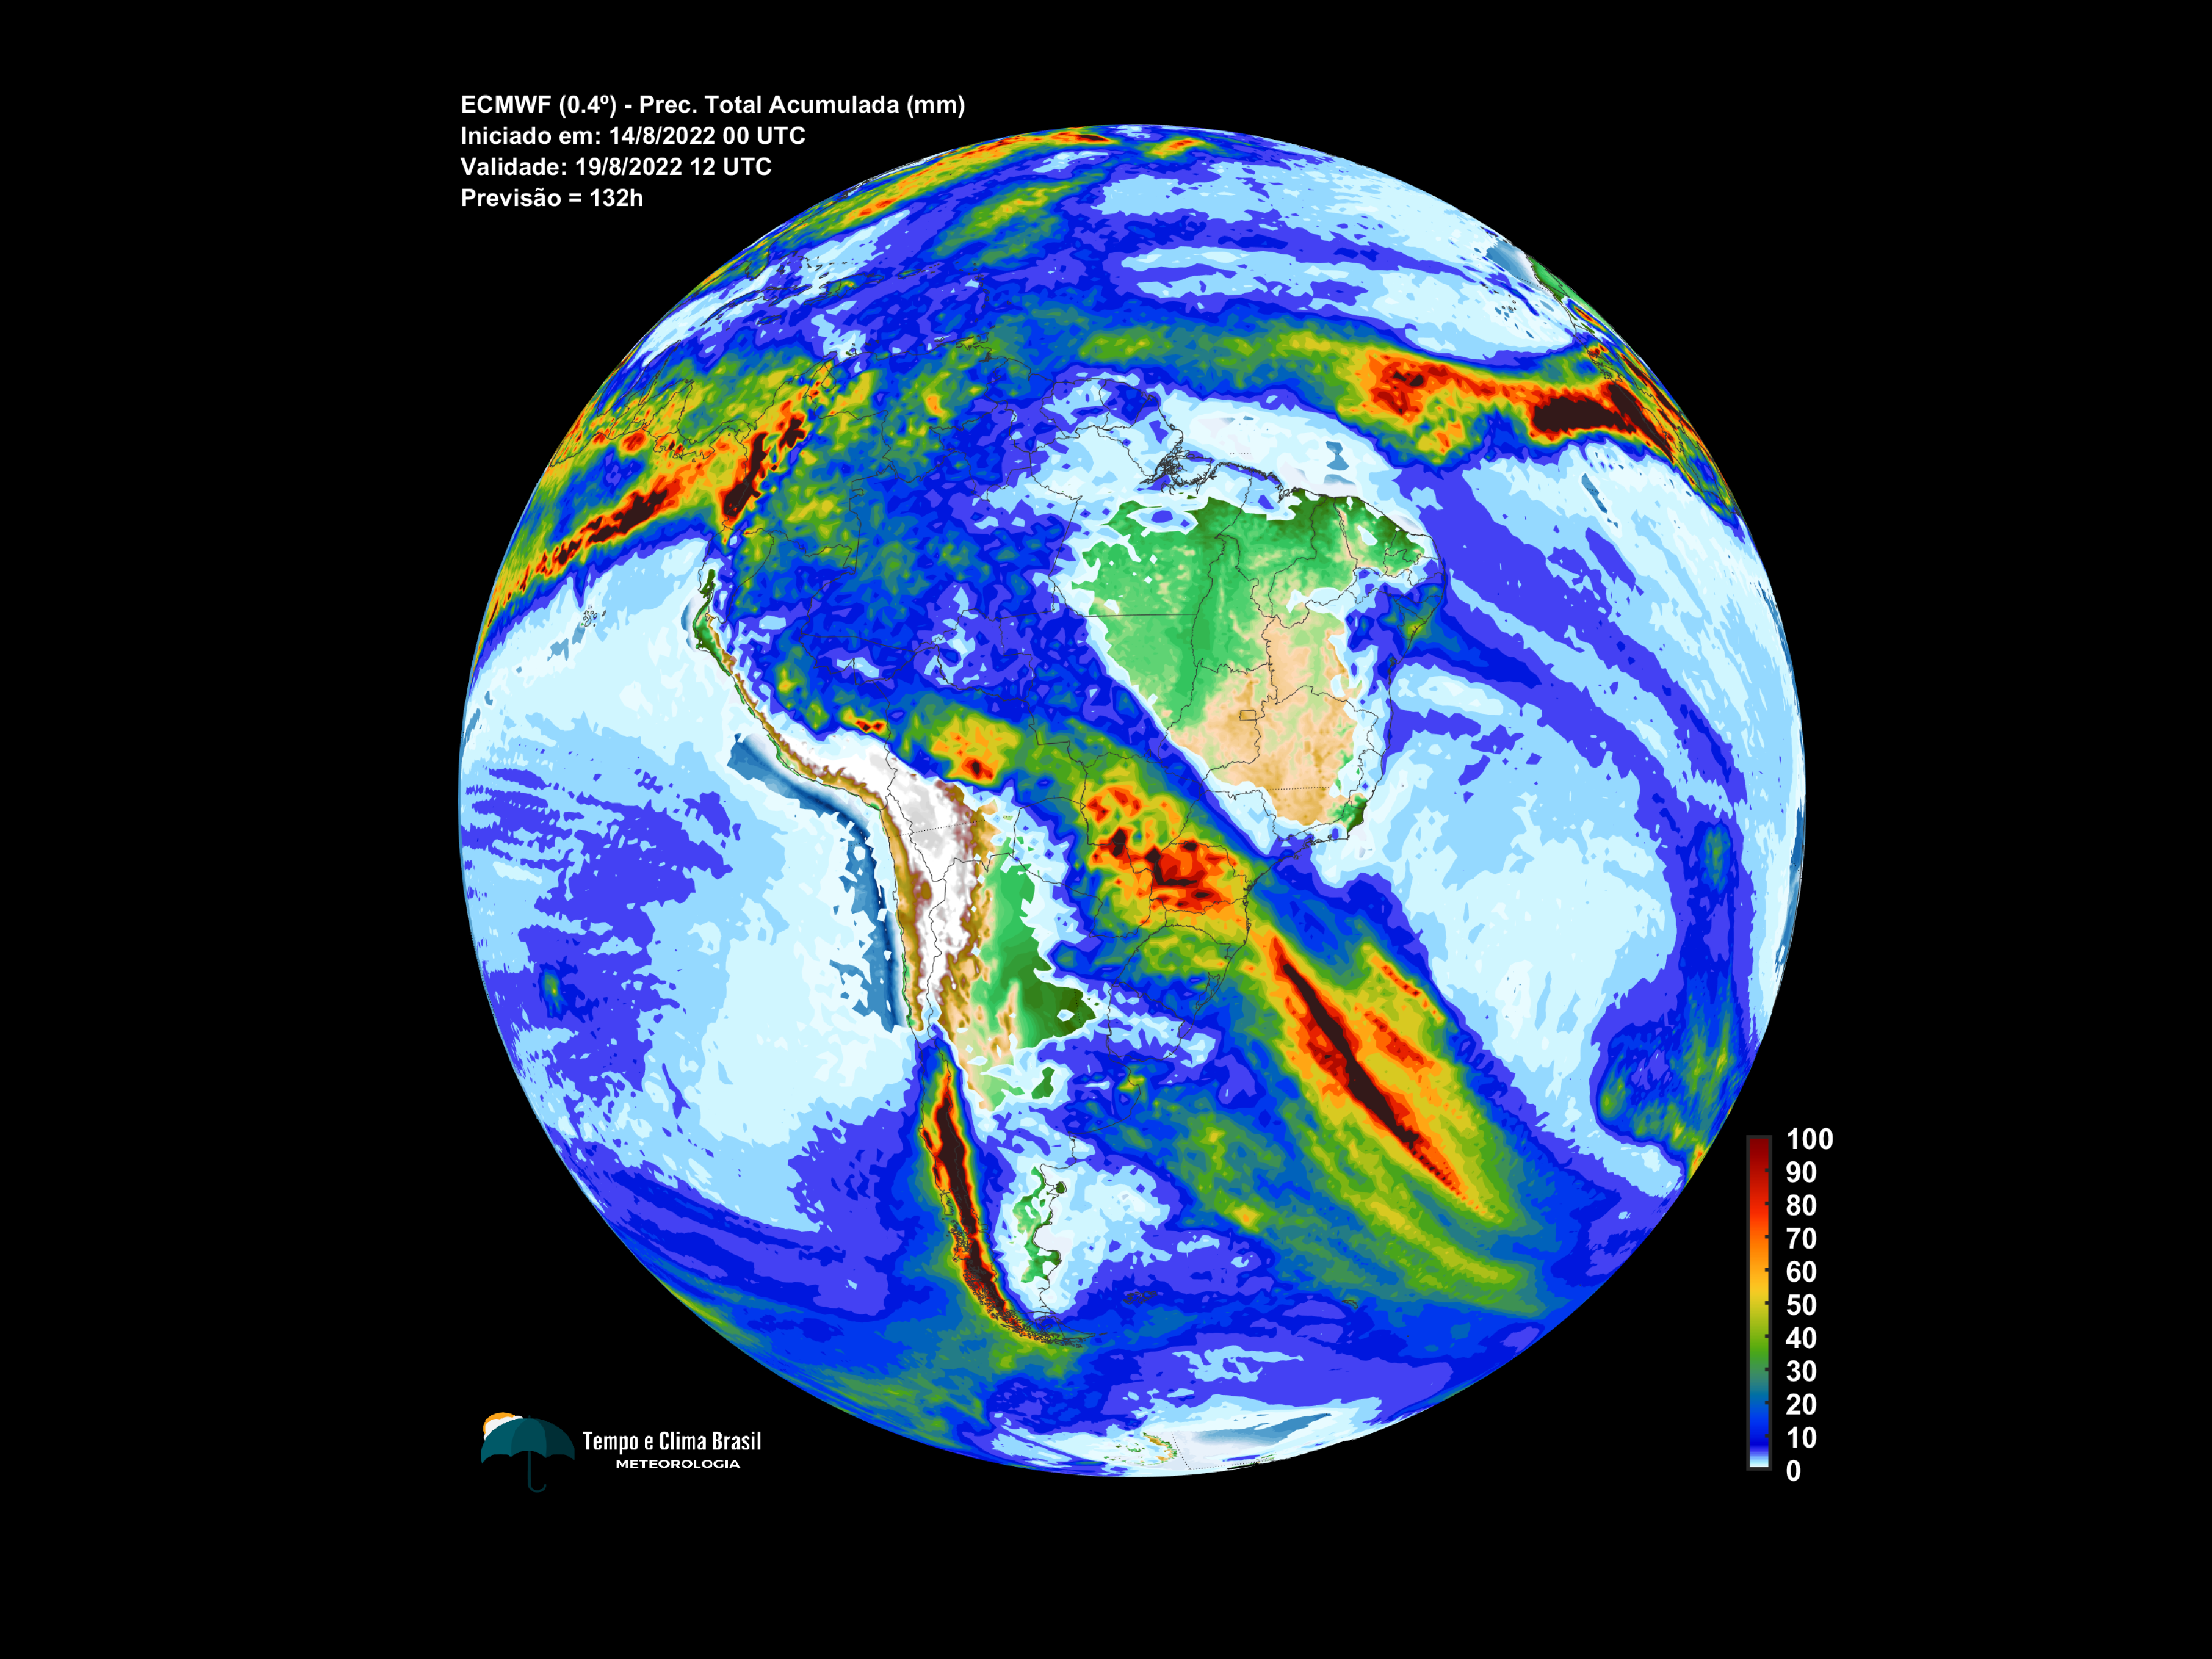 ECMWF (0.4º) - Prec. Total Acumulada (mm)
Iniciado em: 14/8/2022 00 UTC
Validade: 19/8/2022 12 UTC
Previsão = 132h
100
90
80
70
60
50
40
30
20
10
0
Tempo e Clima Brasil
METEOROLOGIA